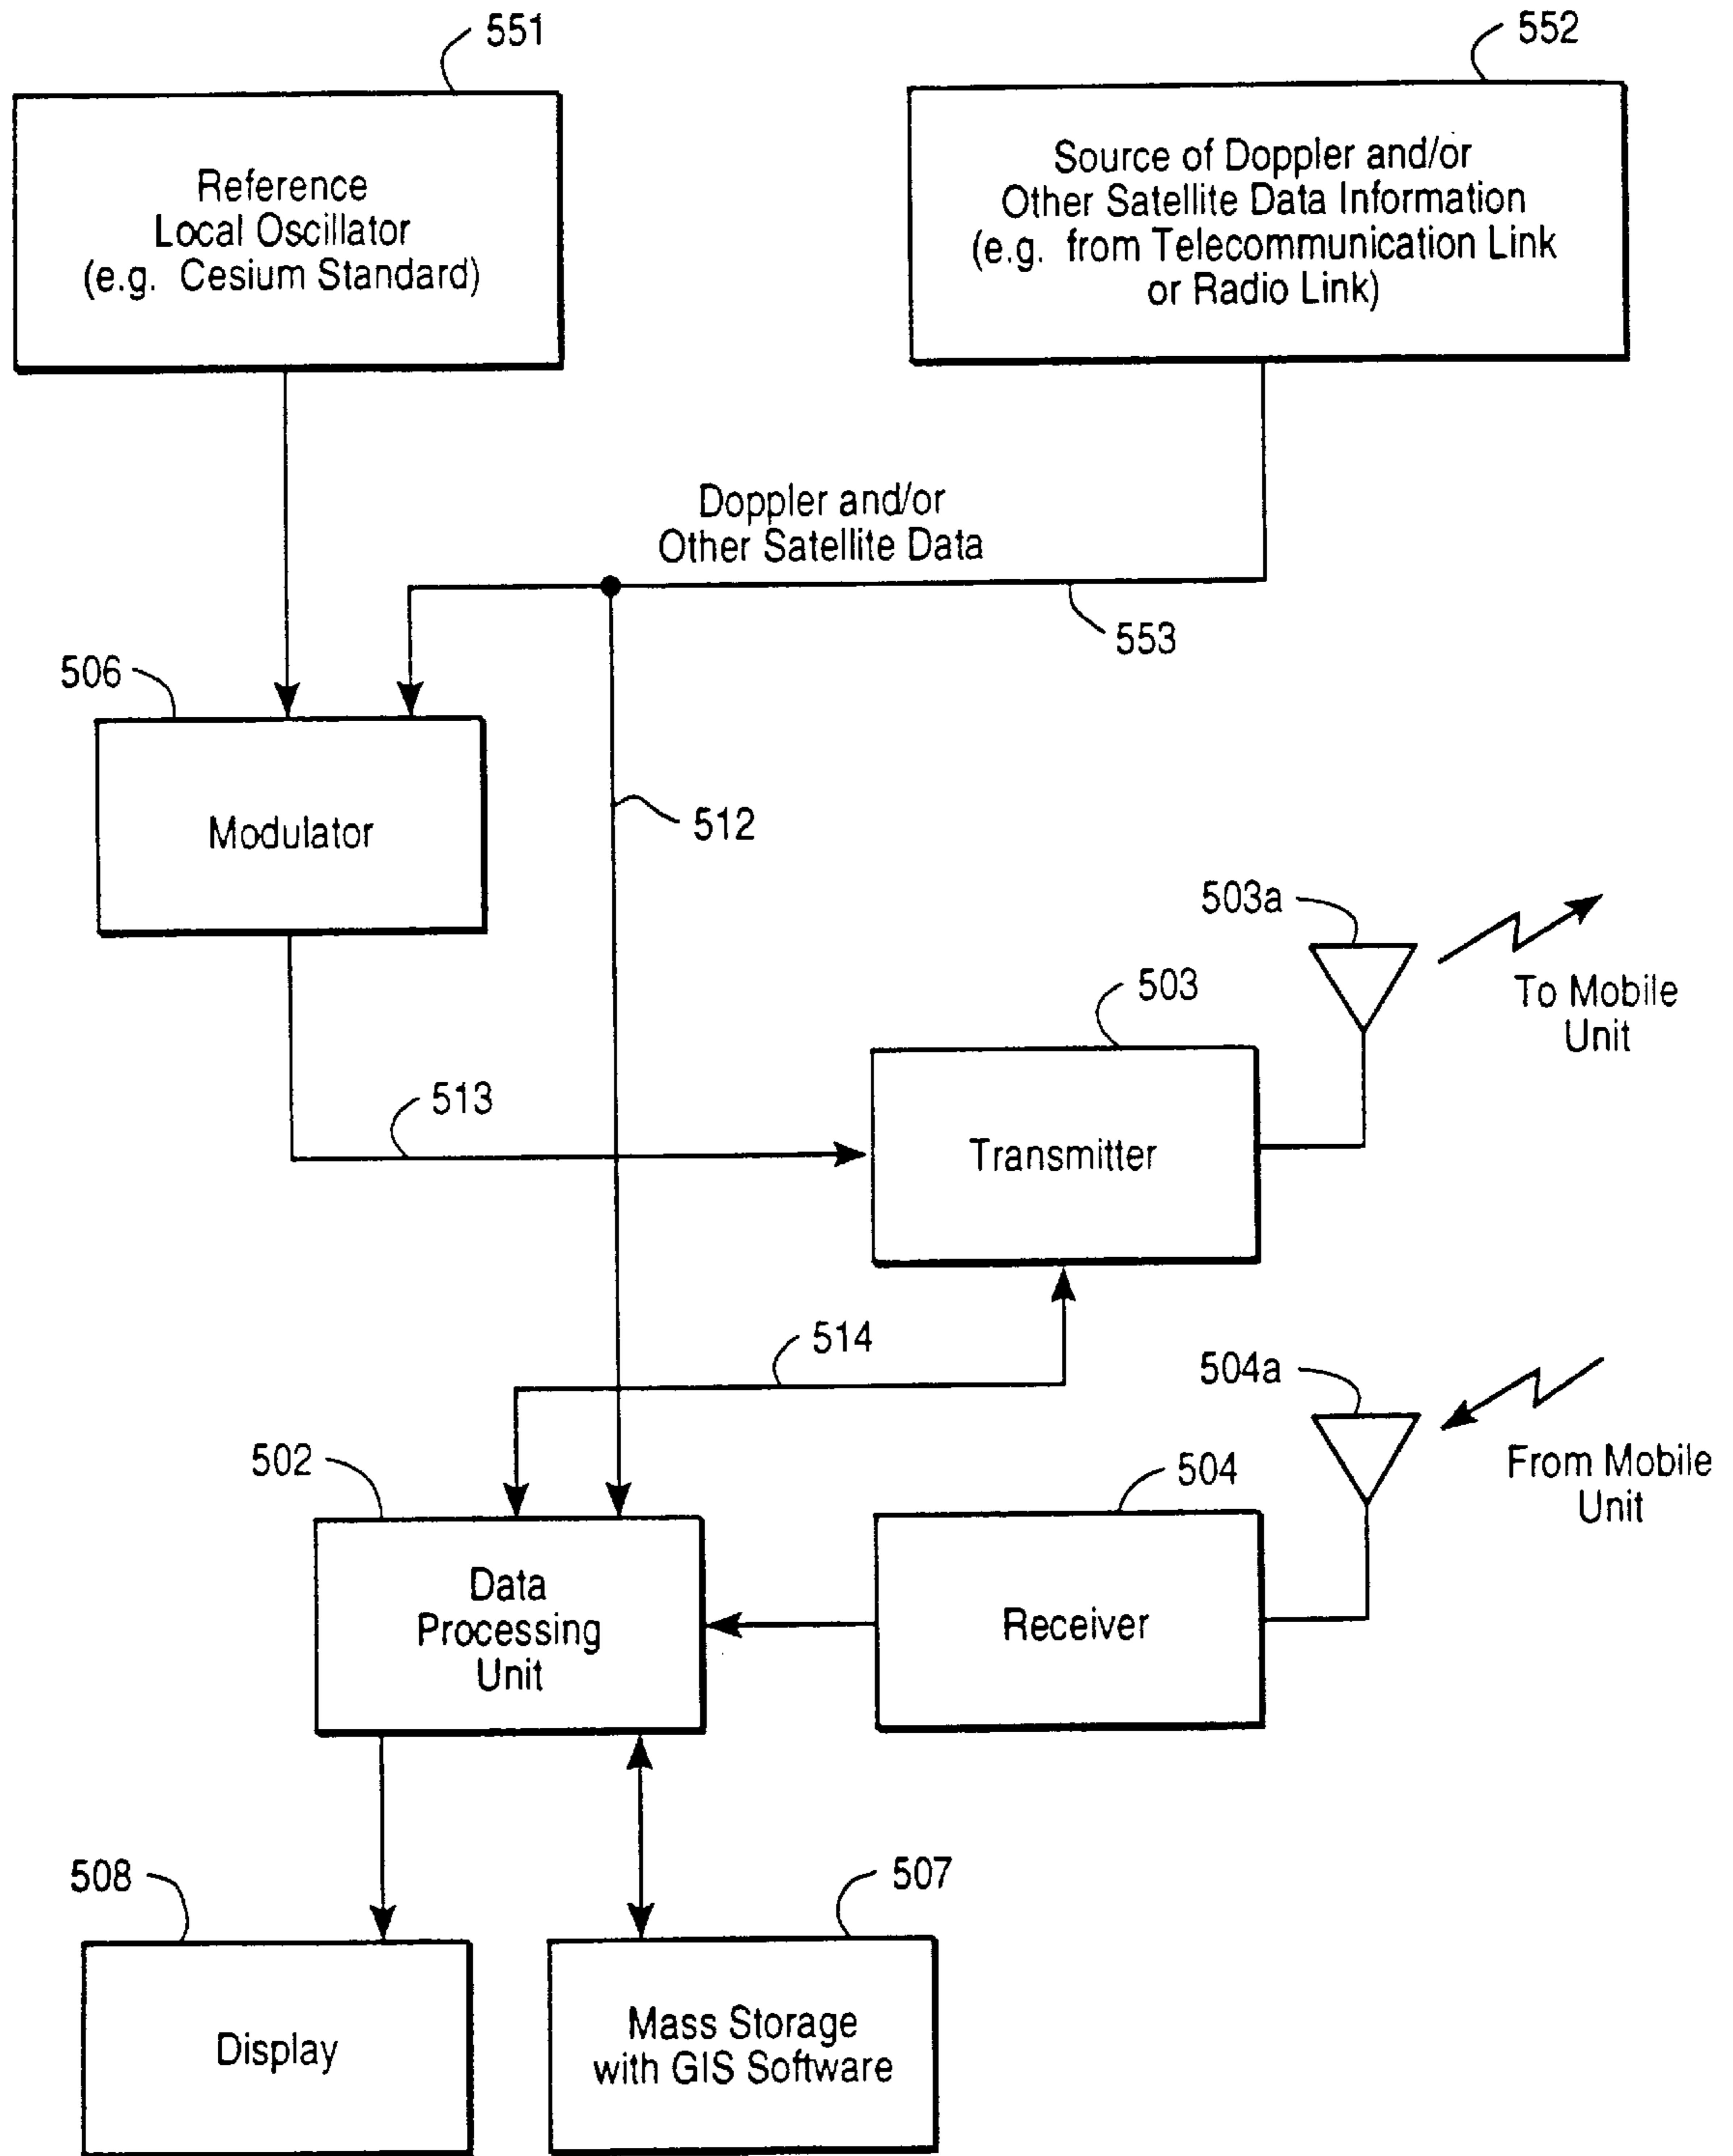 551
552
Reference
Local Oscillator
(e.g. Cesium Standard)
Source of Doppler and/or
Other Satellite Data Information
(e.g. from Telecommunication Link
or Radio Link)
Doppler and/or
Other Satellite Data
553
506
Modulator
512
503a
To Mobile
Unit
503
513
Transmitter
514
504a
502
504
From Mobile
Unit
Data
Processing
Unit
Receiver
508
507
Display
Mass Storage
with GIS Software